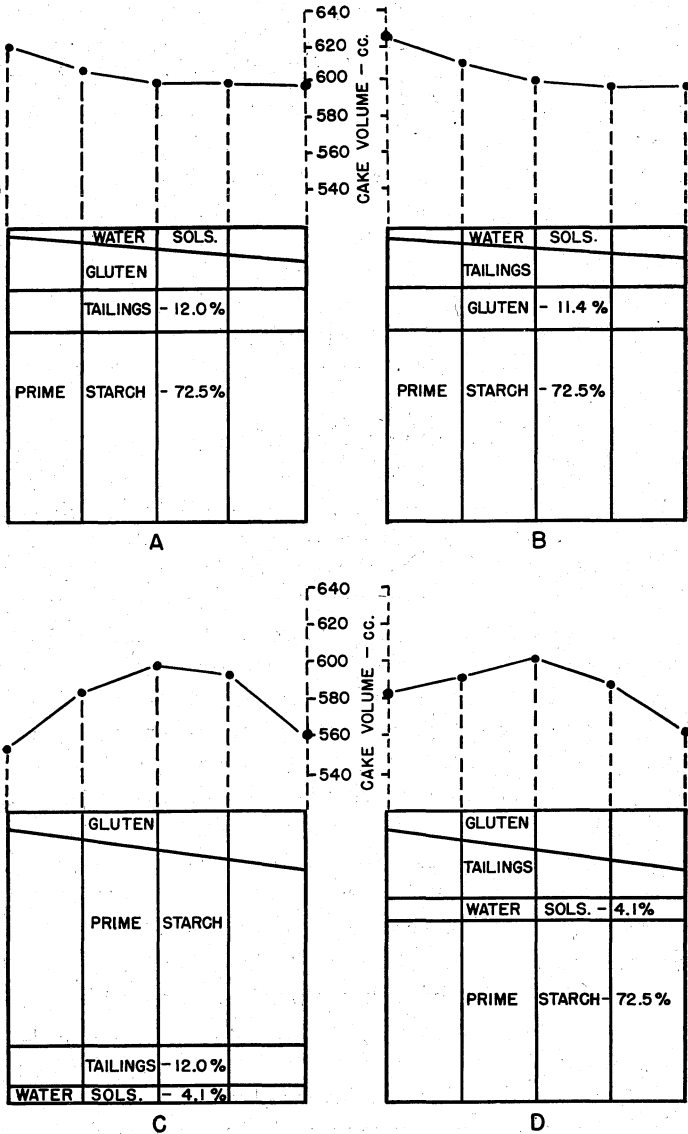 640
620
600
580
560
540
CAKE VOLUME - CC.
WATER SOLS.
GLUTEN
TAILINGS - 12.0%
PRIME STARCH - 72.5%
A
WATER SOLS.
TAILINGS
GLUTEN - 11.4 %
PRIME STARCH - 72.5%
B
640
620
600
580
560
540
CAKE VOLUME - CC.
GLUTEN
PRIME STARCH
TAILINGS - 12.0%
WATER SOLS. - 4.1%
C
GLUTEN
TAILINGS
WATER SOLS. - 4.1%
PRIME STARCH - 72.5%
D